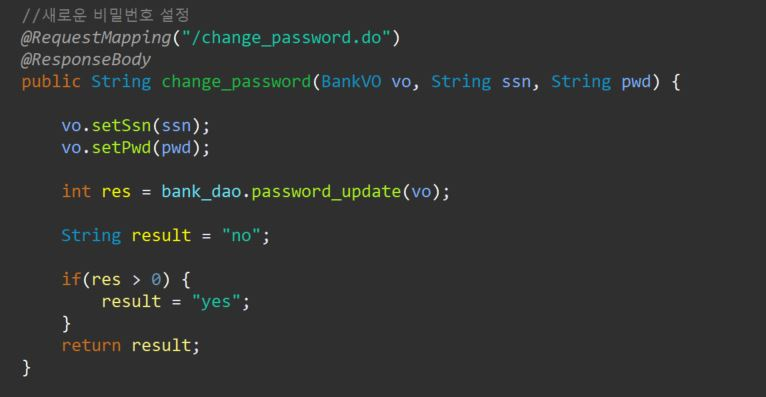 //새로운 비밀번호 설정
@RequestMapping("/change_password.do")
@ResponseBody
public String change_password(BankVO vo, String ssn, String pwd) {
vo.setSsn(ssn);
vo.setPwd(pwd);
int res = bank_dao.password_update(vo);
String result = "no";
if(res > 0) {
result = "yes";
}
return result;
}